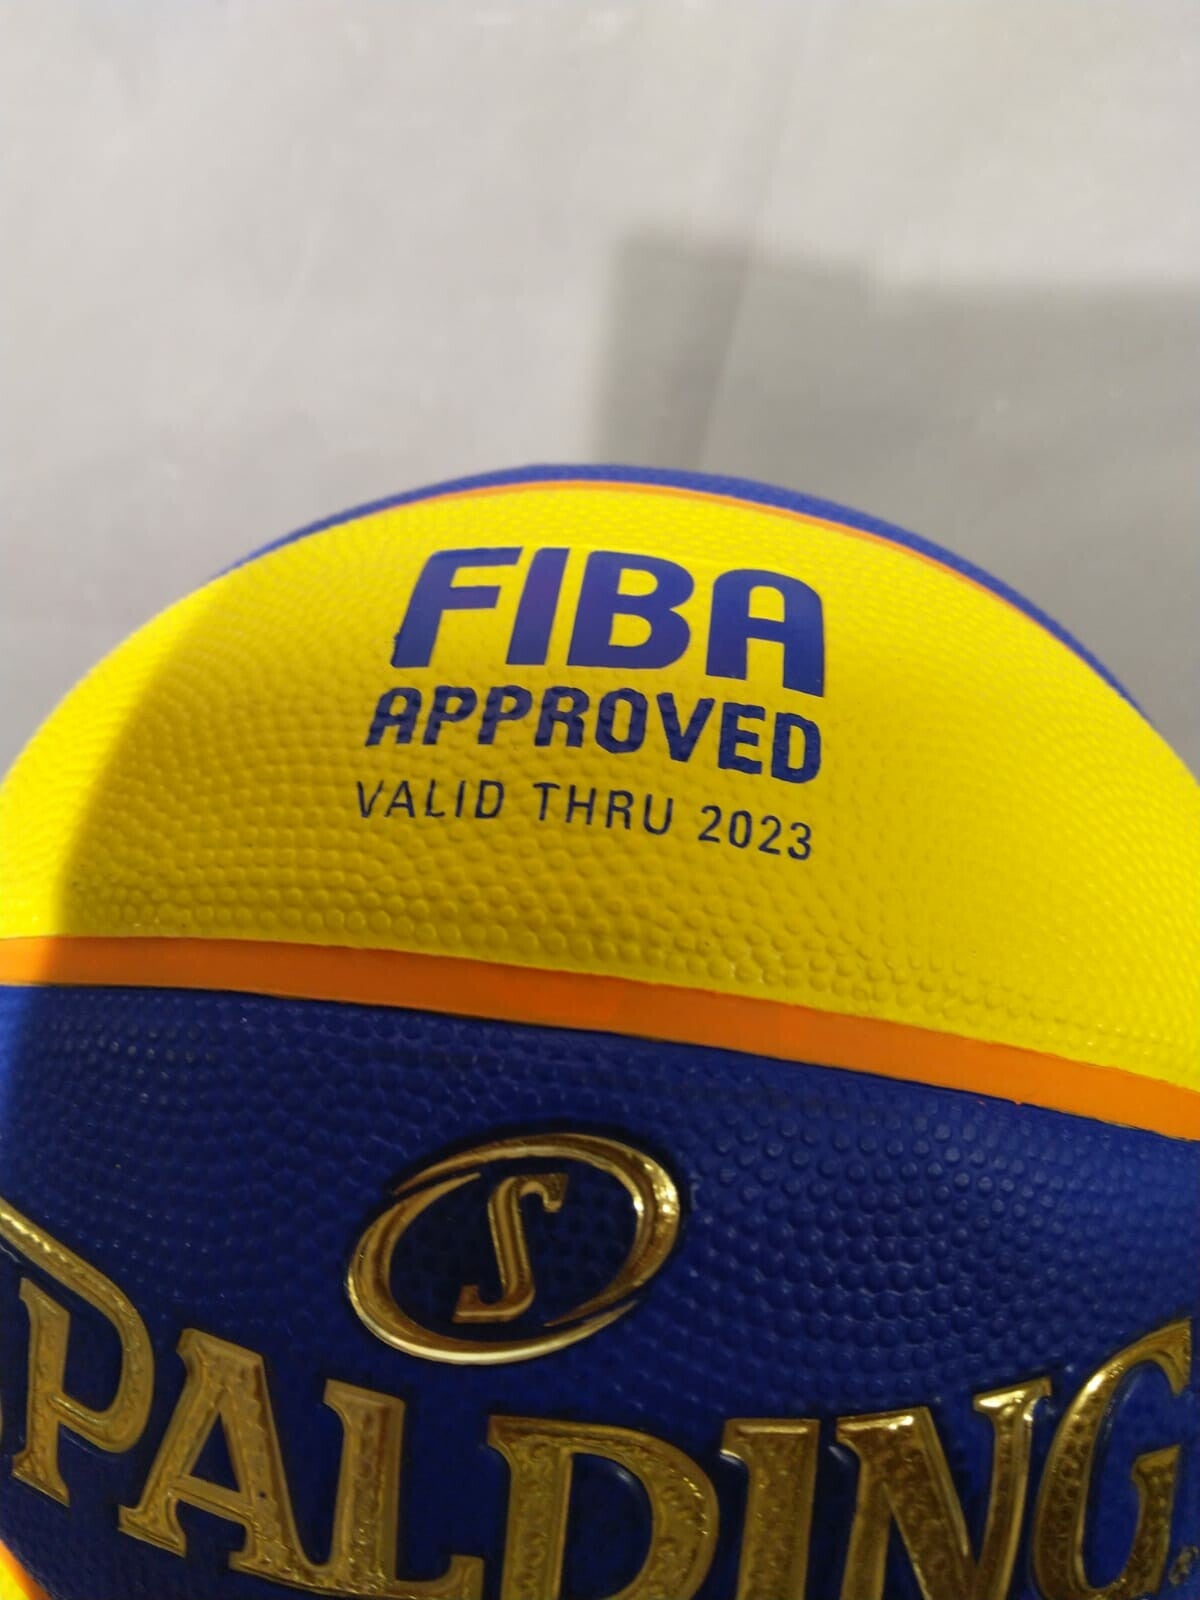 FIBA
APPROVED
VALID THRU 2023
S
SPALDING